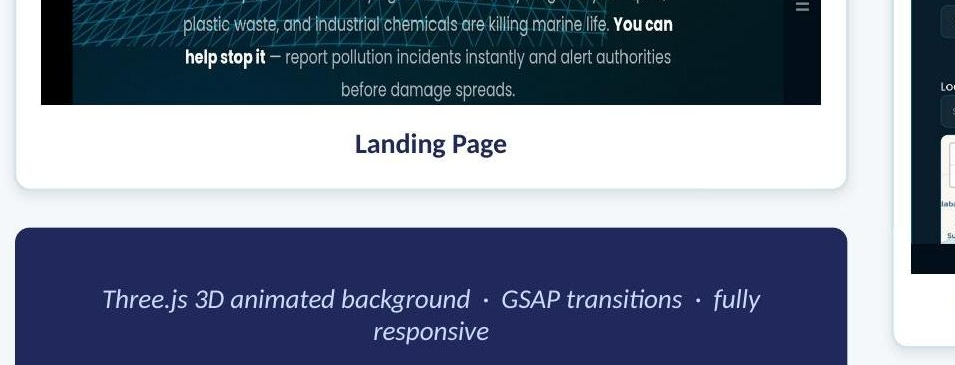 plastic waste, and industrial chemicals are killing marine life. You can
help stop it — report pollution incidents instantly and alert authorities
before damage spreads.
Landing Page
Three.js 3D animated background · GSAP transitions · fully
responsive